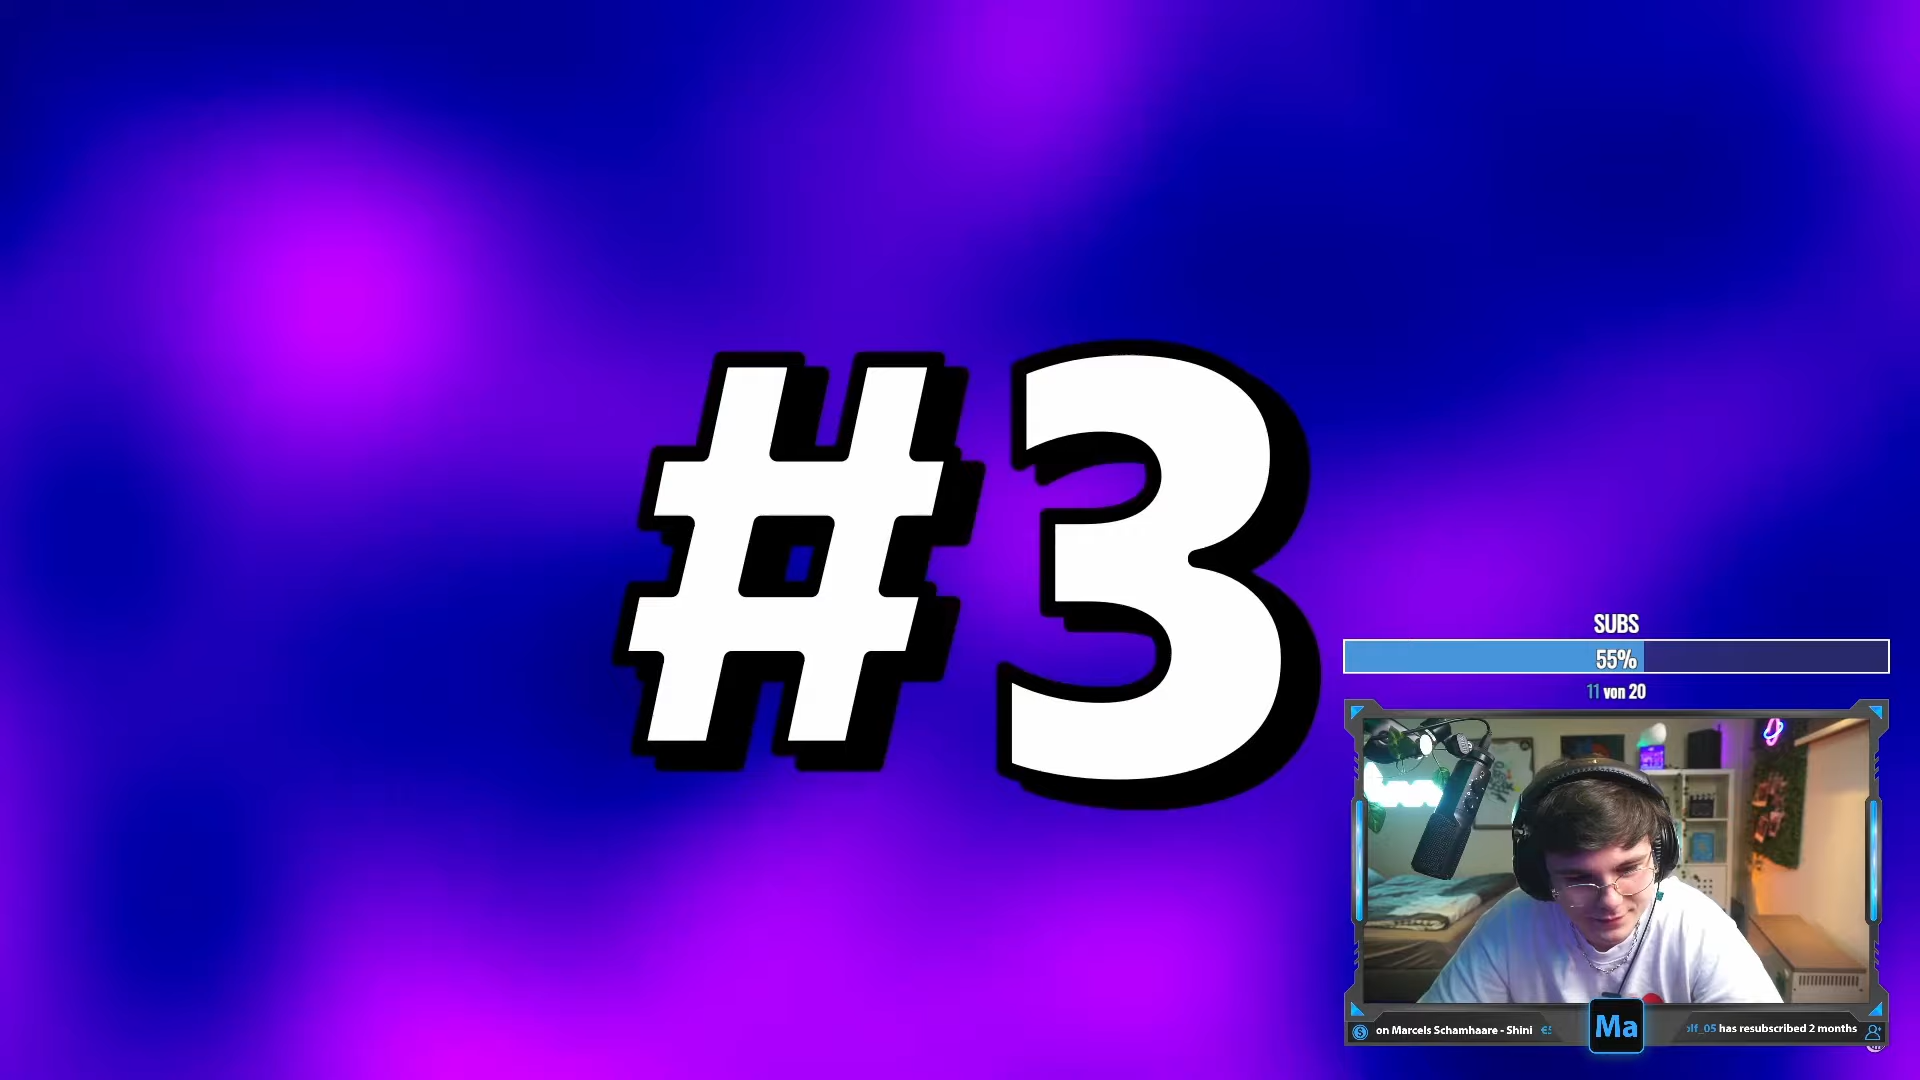 #3
SUBS
55%
11 von 20
on Marcels Schamhaare - Shini
Ma
has resubscribed 2 months